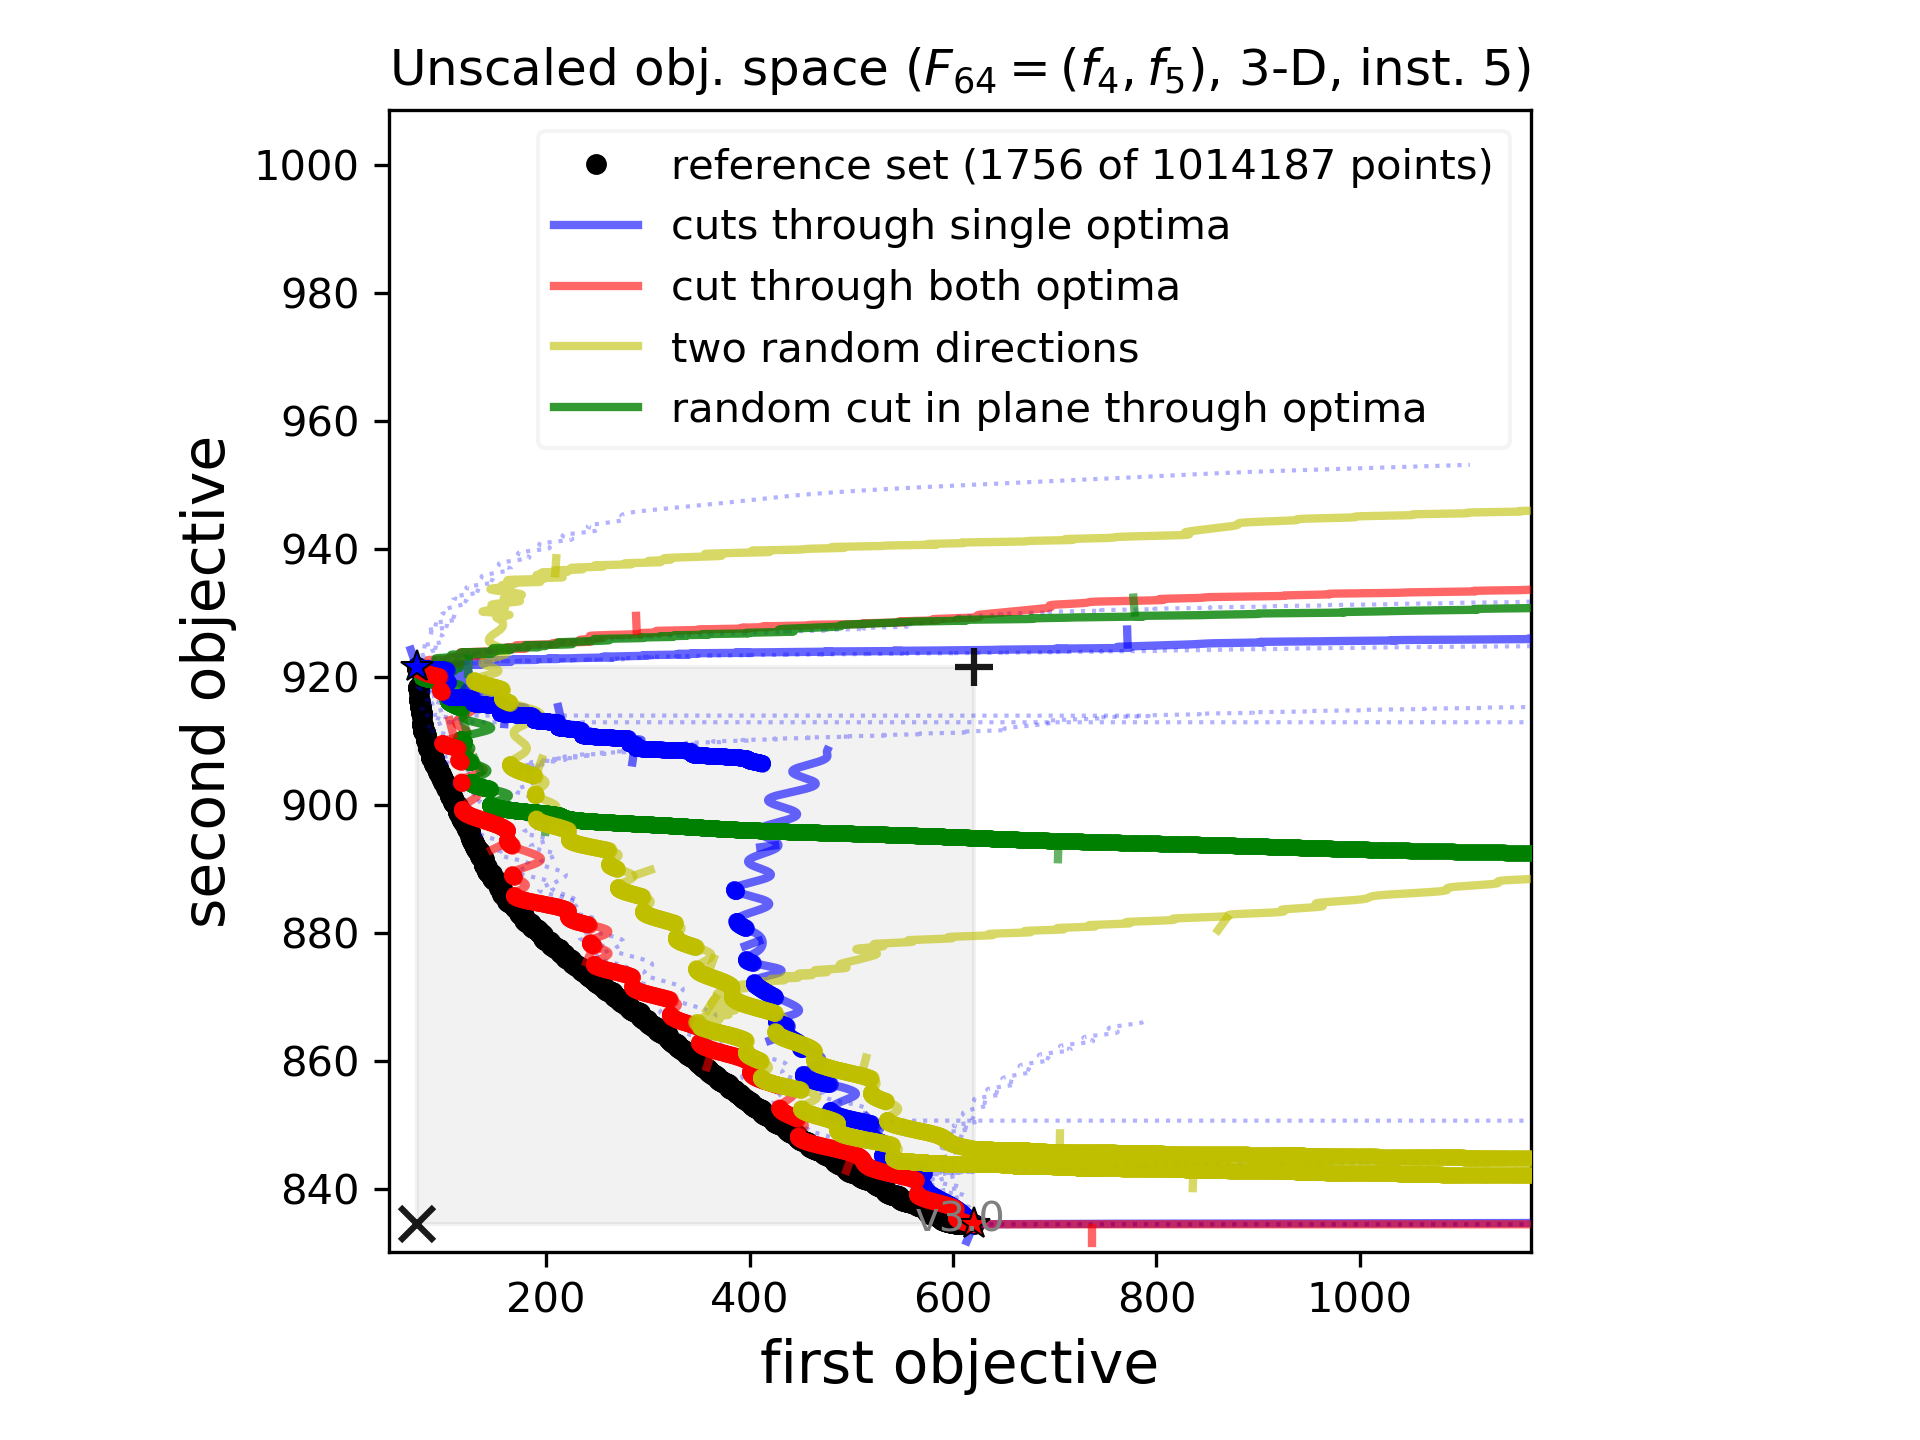 Unscaled obj. space (F64 = (f4, f5), 3-D, inst. 5)
reference set (1756 of 1014187 points)
cuts through single optima
cut through both optima
two random directions
random cut in plane through optima
1000
980
960
940
920
900
880
860
840
second objective
v3.0
200 400 600 800 1000
first objective